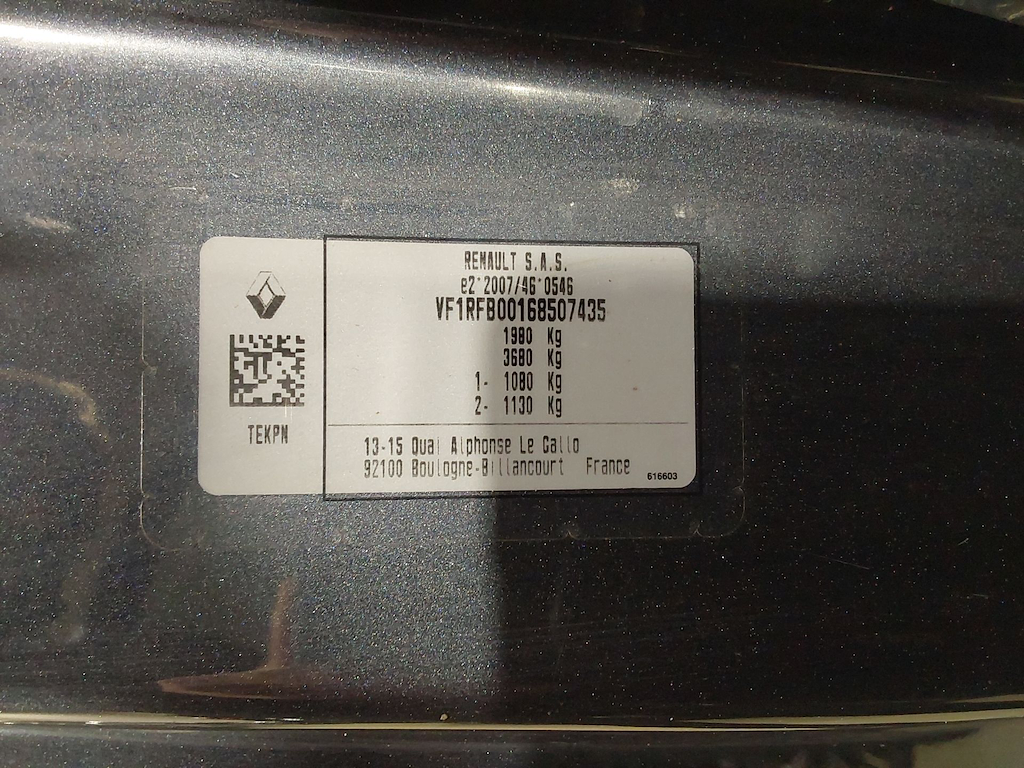 RENAULT S.A.S.
e2*2007/46*0546
VF1RFB00168507435
1980 Kg
3680 Kg
1- 1080 Kg
2- 1130 Kg
TEKPN
13-15 Quai Alphonse Le Gallo
92100 Boulogne-Billancourt France
616603